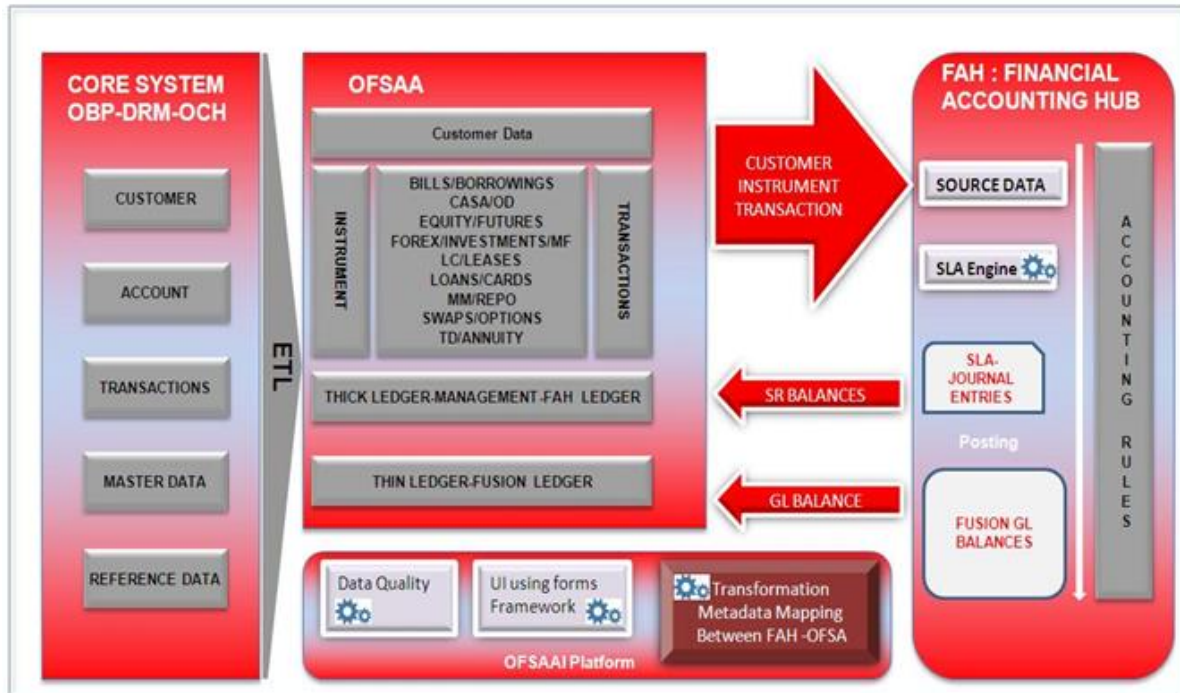 CORE SYSTEM
OBP-DRM-OCH
CUSTOMER
ACCOUNT
TRANSACTIONS
MASTER DATA
REFERENCE DATA
ETL
OFSAA
Customer Data
INSTRUMENT
BILLS/BORROWINGS
CASA/OD
EQUITY/FUTURES
FOREX/INVESTMENTS/MF
LC/LEASES
LOANS/CARDS
MM/REPO
SWAPS/OPTIONS
TD/ANNUITY
TRANSACTIONS
THICK LEDGER-MANAGEMENT-FAH LEDGER
THIN LEDGER-FUSION LEDGER
CUSTOMER
INSTRUMENT
TRANSACTION
SR BALANCES
GL BALANCE
FAH : FINANCIAL
ACCOUNTING HUB
SOURCE DATA
SLA Engine
SLA-
JOURNAL
ENTRIES
Posting
FUSION GL
BALANCES
ACCOUNTING RULES
Data Quality
UI using forms
Framework
Transformation
Metadata Mapping
Between FAH -OFSA
OFSAAI Platform